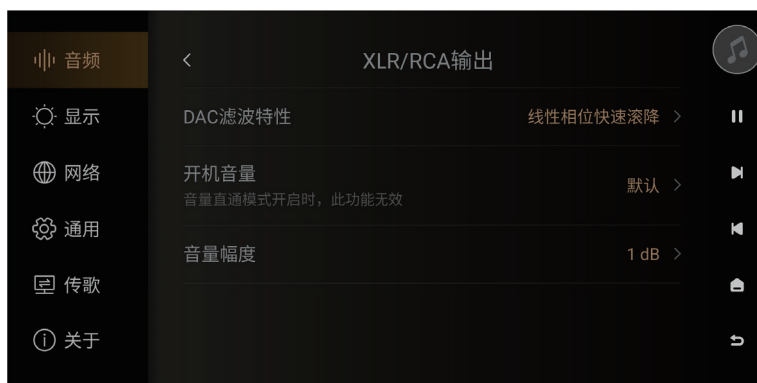 音频
显示
网络
通用
传歌
关于
XLR/RCA输出
DAC滤波特性
线性相位快速滚降
开机音量
音量直通模式开启时，此功能无效
默认
音量幅度
1 dB